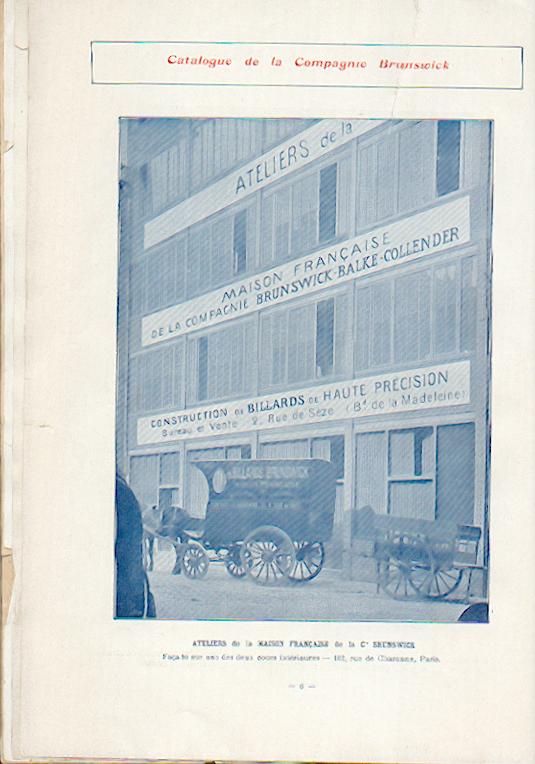 Catalogue de la Compagnie Brunswick
ATELIERS de la
MAISON FRANÇAISE
DE LA COMPAGNIE BRUNSWICK-BALKE-COLLENDER
CONSTRUCTION DE BILLARDS DE HAUTE PRÉCISION
Bureau et Vente 2, Rue de Sèze (Bd de la Madeleine)
BILLARDS BRUNSWICK
ATELIERS de la MAISON FRANÇAISE de la Cie BRUNSWICK
Façade sur une des deux cours intérieures — rue de Charonne, Paris.
— 6 —